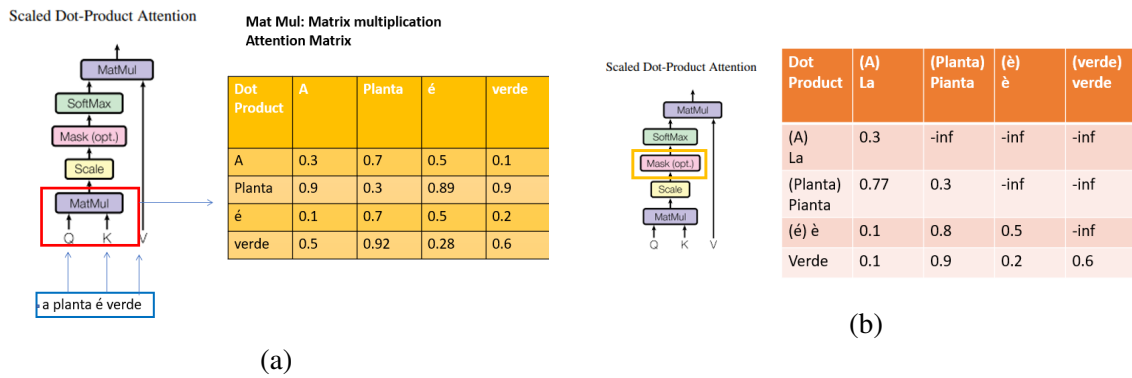 Scaled Dot-Product Attention
MatMul
SoftMax
Mask (opt.)
Scale
MatMul
Q K V
a planta é verde
Mat Mul: Matrix multiplication
Attention Matrix
Dot Product A Planta é verde
A 0.3 0.7 0.5 0.1
Planta 0.9 0.3 0.89 0.9
é 0.1 0.7 0.5 0.2
verde 0.5 0.92 0.28 0.6
(a)
Scaled Dot-Product Attention
MatMul
SoftMax
Mask (opt.)
Scale
MatMul
Q K V
Dot Product (A) La (Planta) Pianta (è) è (verde) verde
(A) La 0.3 -inf -inf -inf
(Planta) Pianta 0.77 0.3 -inf -inf
(é) è 0.1 0.8 0.5 -inf
Verde 0.1 0.9 0.2 0.6
(b)